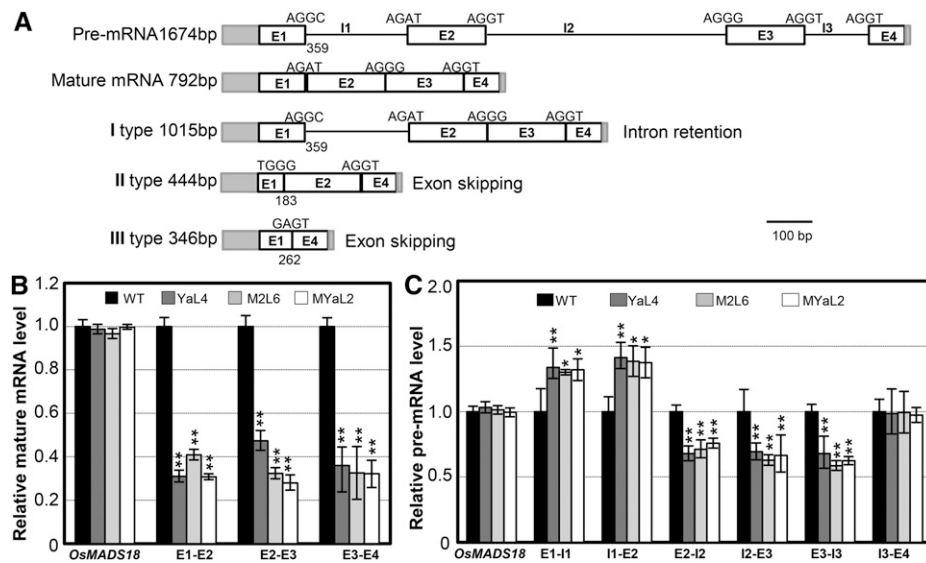 A
AGGC AGAT AGGT AGGG AGGT AGGT
Pre-mRNA1674bp E1 I1 E2 I2 E3 I3 E4
359
AGAT AGGG AGGT
Mature mRNA 792bp E1 E2 E3 E4
AGGC AGAT AGGG AGGT
I type 1015bp E1 E2 E3 E4 Intron retention
359
TGGG AGGT
II type 444bp E1 E2 E4 Exon skipping
183
GAGT
III type 346bp E1 E4 Exon skipping
262
100 bp
B
Relative mature mRNA level
1.2
1.0
0.8
0.6
0.4
0.2
0
WT YaL4 M2L6 MYaL2
** ** ** ** ** ** ** ** **
OsMADS18 E1-E2 E2-E3 E3-E4
C
Relative pre-mRNA level
2.0
1.5
1.0
0.5
0
WT YaL4 M2L6 MYaL2
** * * ** * * ** ** ** ** ** ** ** ** **
OsMADS18 E1-I1 I1-E2 E2-I2 I2-E3 E3-I3 I3-E4